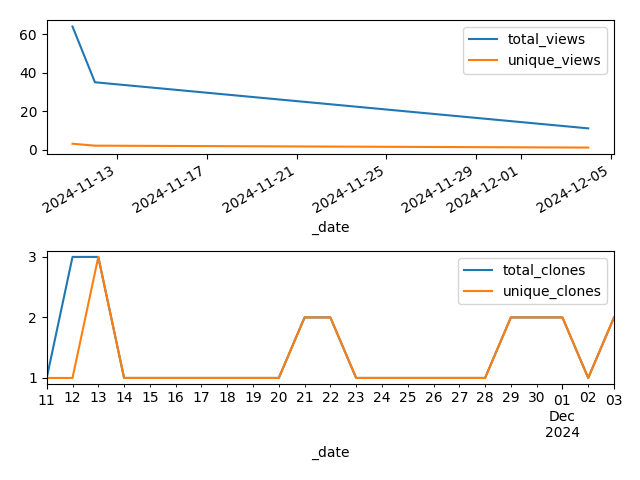 60
40
20
0
total_views
unique_views
2024-11-13 2024-11-17 2024-11-21 2024-11-25 2024-11-29 2024-12-01 2024-12-05
_date
3
2
1
total_clones
unique_clones
11 12 13 14 15 16 17 18 19 20 21 22 23 24 25 26 27 28 29 30 01 02 03
Dec
2024
_date